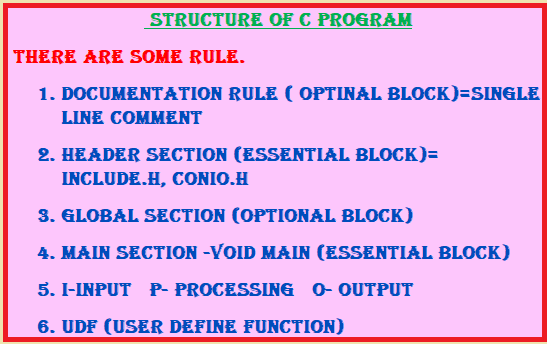 STRUCTURE OF C PROGRAM
THERE ARE SOME RULE.
1. DOCUMENTATION RULE ( OPTINAL BLOCK)=SINGLE
LINE COMMENT
2. HEADER SECTION (ESSENTIAL BLOCK)=
INCLUDE.H, CONIO.H
3. GLOBAL SECTION (OPTIONAL BLOCK)
4. MAIN SECTION -VOID MAIN (ESSENTIAL BLOCK)
5. I-INPUT P- PROCESSING O- OUTPUT
6. UDF (USER DEFINE FUNCTION)